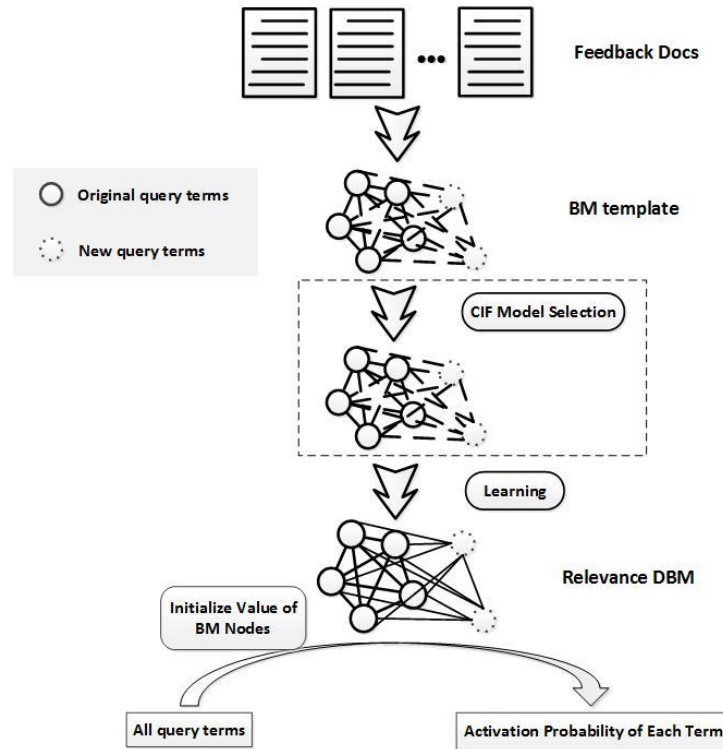 Feedback Docs
Original query terms
New query terms
BM template
CIF Model Selection
Learning
Relevance DBM
Initialize Value of
BM Nodes
All query terms
Activation Probability of Each Term